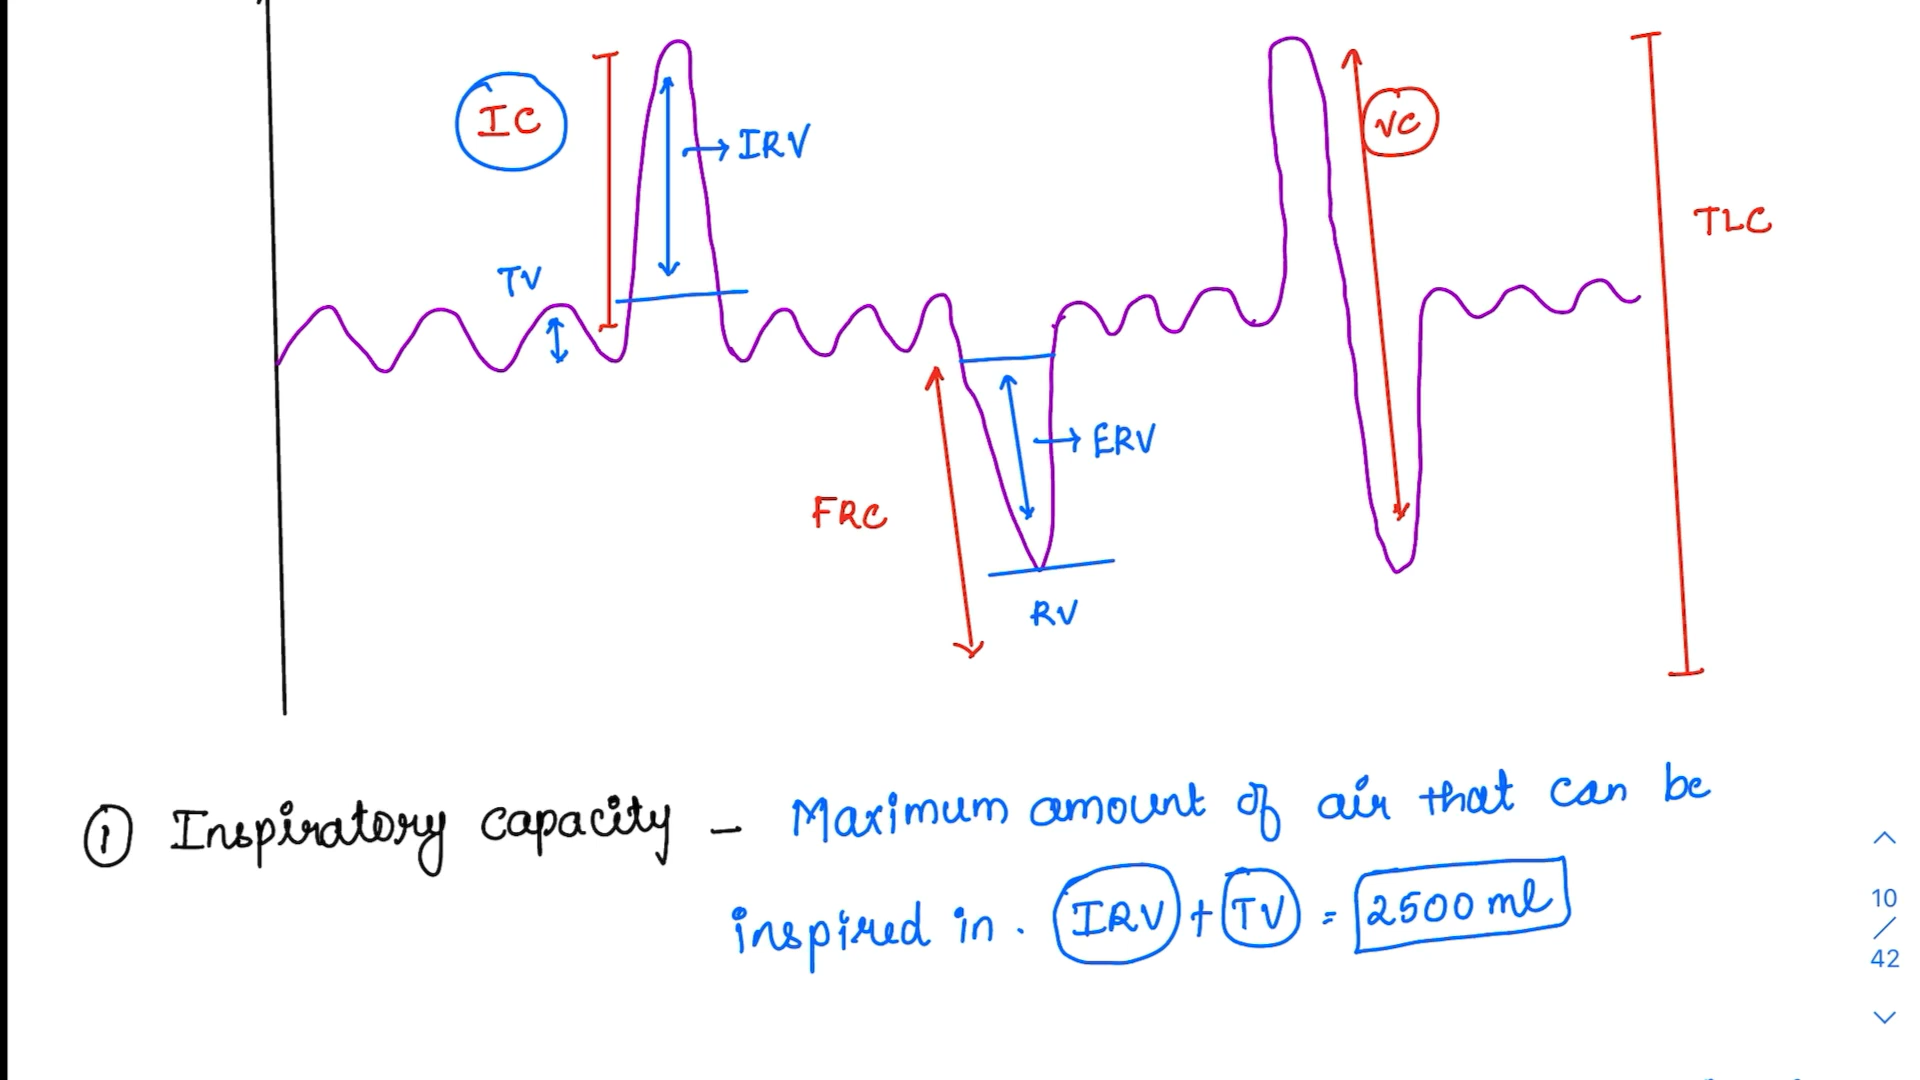 IC
IRV
VC
TLC
TV
ERV
FRC
RV
① Inspiratory capacity - Maximum amount of air that can be
inspired in. IRV + TV = 2500 ml
10
/
42